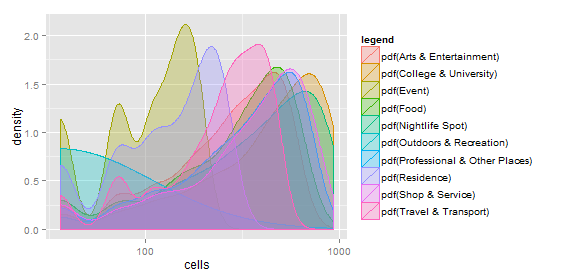 2.0
1.5
1.0
0.5
0.0
density
100
1000
cells
legend
pdf(Arts & Entertainment)
pdf(College & University)
pdf(Event)
pdf(Food)
pdf(Nightlife Spot)
pdf(Outdoors & Recreation)
pdf(Professional & Other Places)
pdf(Residence)
pdf(Shop & Service)
pdf(Travel & Transport)